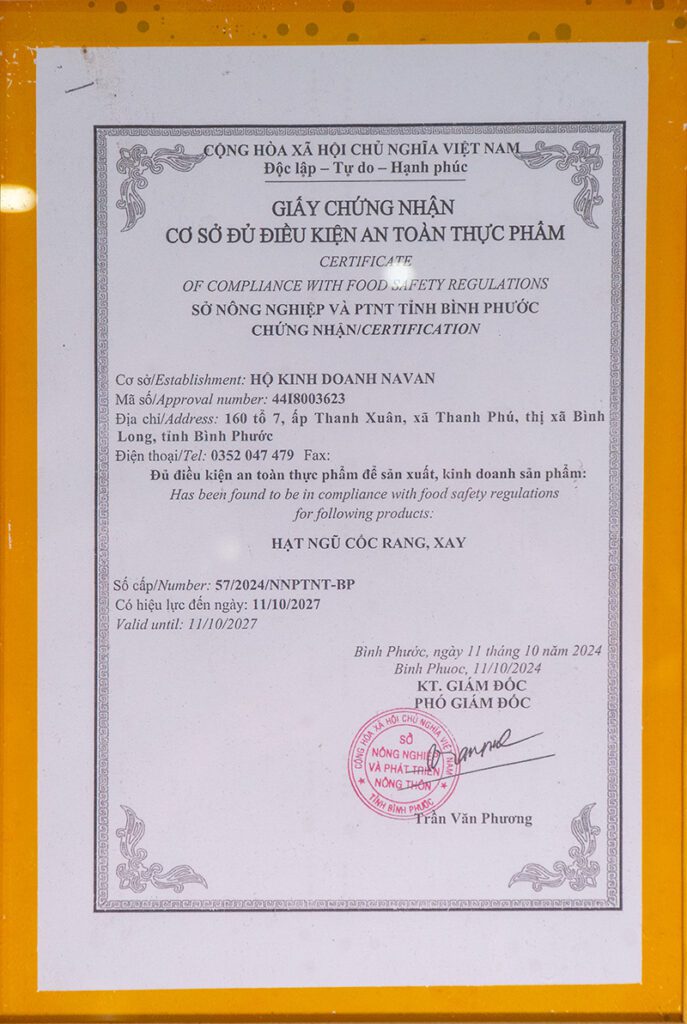 CỘNG HÒA XÃ HỘI CHỦ NGHĨA VIỆT NAM
Độc lập – Tự do – Hạnh phúc
GIẤY CHỨNG NHẬN
CƠ SỞ ĐỦ ĐIỀU KIỆN AN TOÀN THỰC PHẨM
CERTIFICATE
OF COMPLIANCE WITH FOOD SAFETY REGULATIONS
SỞ NÔNG NGHIỆP VÀ PTNT TỈNH BÌNH PHƯỚC
CHỨNG NHẬN/CERTIFICATION
Cơ sở/Establishment: HỘ KINH DOANH NAVAN
Mã số/Approval number: 44I8003623
Địa chỉ/Address: 160 tổ 7, ấp Thanh Xuân, xã Thanh Phú, thị xã Bình
Long, tỉnh Bình Phước
Điện thoại/Tel: 0352 047 479 Fax:
Đủ điều kiện an toàn thực phẩm để sản xuất, kinh doanh sản phẩm:
Has been found to be in compliance with food safety regulations
for following products:
HẠT NGŨ CỐC RANG, XAY
Số cấp/Number: 57/2024/NNPTNT-BP
Có hiệu lực đến ngày: 11/10/2027
Valid until: 11/10/2027
Bình Phước, ngày 11 tháng 10 năm 2024
Binh Phuoc, 11/10/2024
KT. GIÁM ĐỐC
PHÓ GIÁM ĐỐC
CỘNG HÒA XÃ HỘI CHỦ NGHĨA VIỆT NAM
SỞ
NÔNG NGHIỆP
VÀ PHÁT TRIỂN
NÔNG THÔN
TỈNH BÌNH PHƯỚC
Trần Văn Phương